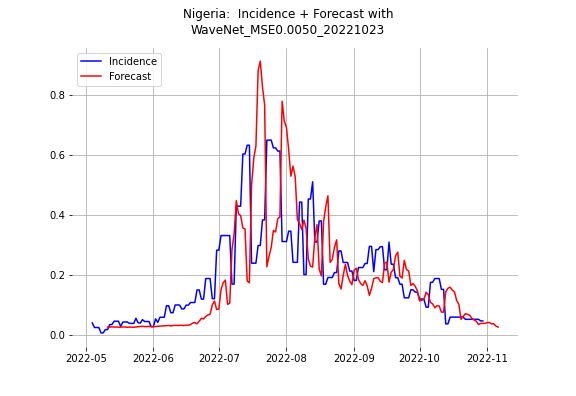 Nigeria:  Incidence + Forecast with
WaveNet_MSE0.0050_20221023
Incidence
Forecast
0.8
0.6
0.4
0.2
0.0
2022-05 2022-06 2022-07 2022-08 2022-09 2022-10 2022-11